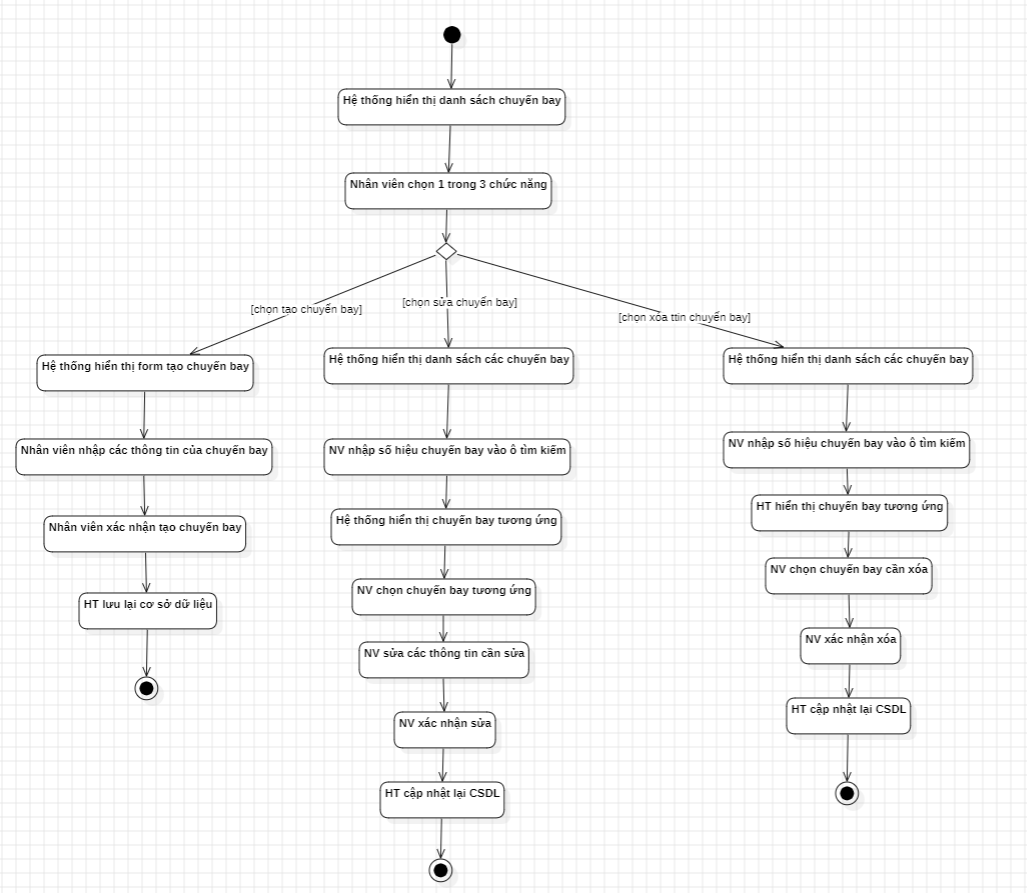 Hệ thống hiển thị danh sách chuyến bay
Nhân viên chọn 1 trong 3 chức năng
[chọn tạo chuyến bay]
[chọn sửa chuyến bay]
[chọn xóa ttin chuyến bay]
Hệ thống hiển thị form tạo chuyến bay
Nhân viên nhập các thông tin của chuyến bay
Nhân viên xác nhận tạo chuyến bay
HT lưu lại cơ sở dữ liệu
Hệ thống hiển thị danh sách các chuyến bay
NV nhập số hiệu chuyến bay vào ô tìm kiếm
Hệ thống hiển thị chuyến bay tương ứng
NV chọn chuyến bay tương ứng
NV sửa các thông tin cần sửa
NV xác nhận sửa
HT cập nhật lại CSDL
Hệ thống hiển thị danh sách các chuyến bay
NV nhập số hiệu chuyến bay vào ô tìm kiếm
HT hiển thị chuyến bay tương ứng
NV chọn chuyến bay cần xóa
NV xác nhận xóa
HT cập nhật lại CSDL